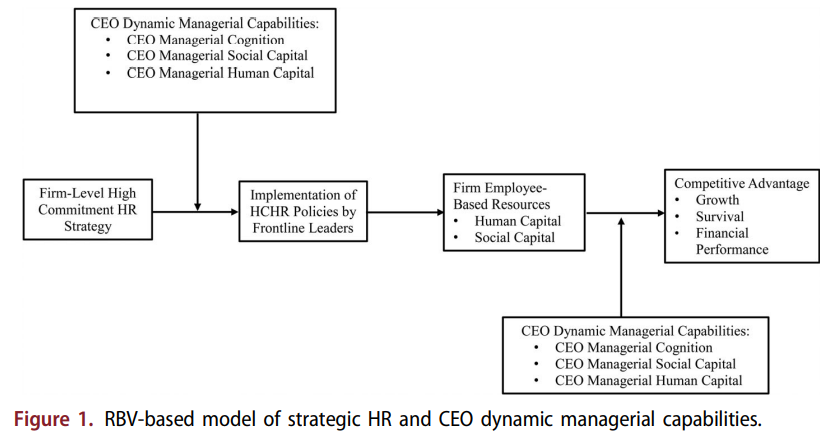 CEO Dynamic Managerial Capabilities:
• CEO Managerial Cognition
• CEO Managerial Social Capital
• CEO Managerial Human Capital
Firm-Level High
Commitment HR
Strategy
Implementation of
HCHR Policies by
Frontline Leaders
Firm Employee-
Based Resources
• Human Capital
• Social Capital
Competitive Advantage
• Growth
• Survival
• Financial
Performance
CEO Dynamic Managerial Capabilities:
• CEO Managerial Cognition
• CEO Managerial Social Capital
• CEO Managerial Human Capital
Figure 1. RBV-based model of strategic HR and CEO dynamic managerial capabilities.